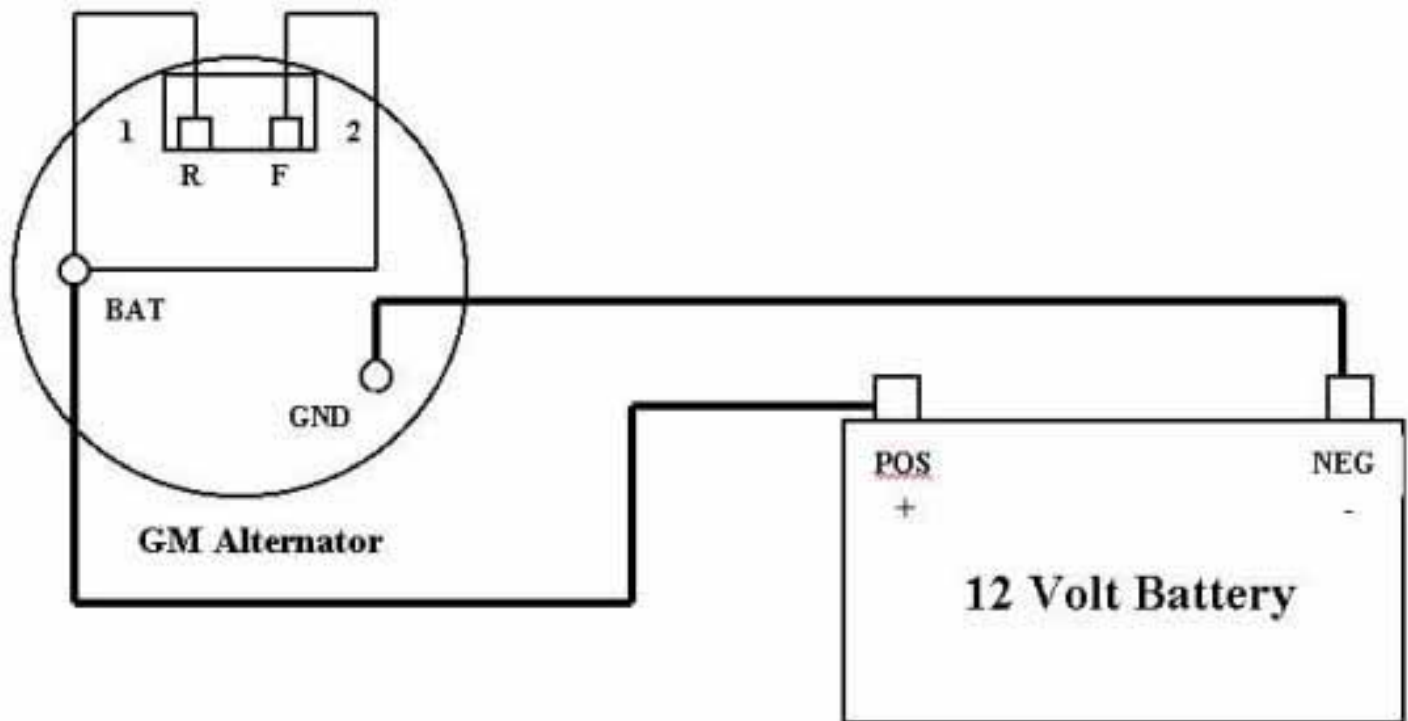 1 2
R F
BAT
GND
POS NEG
+ -
GM Alternator
12 Volt Battery